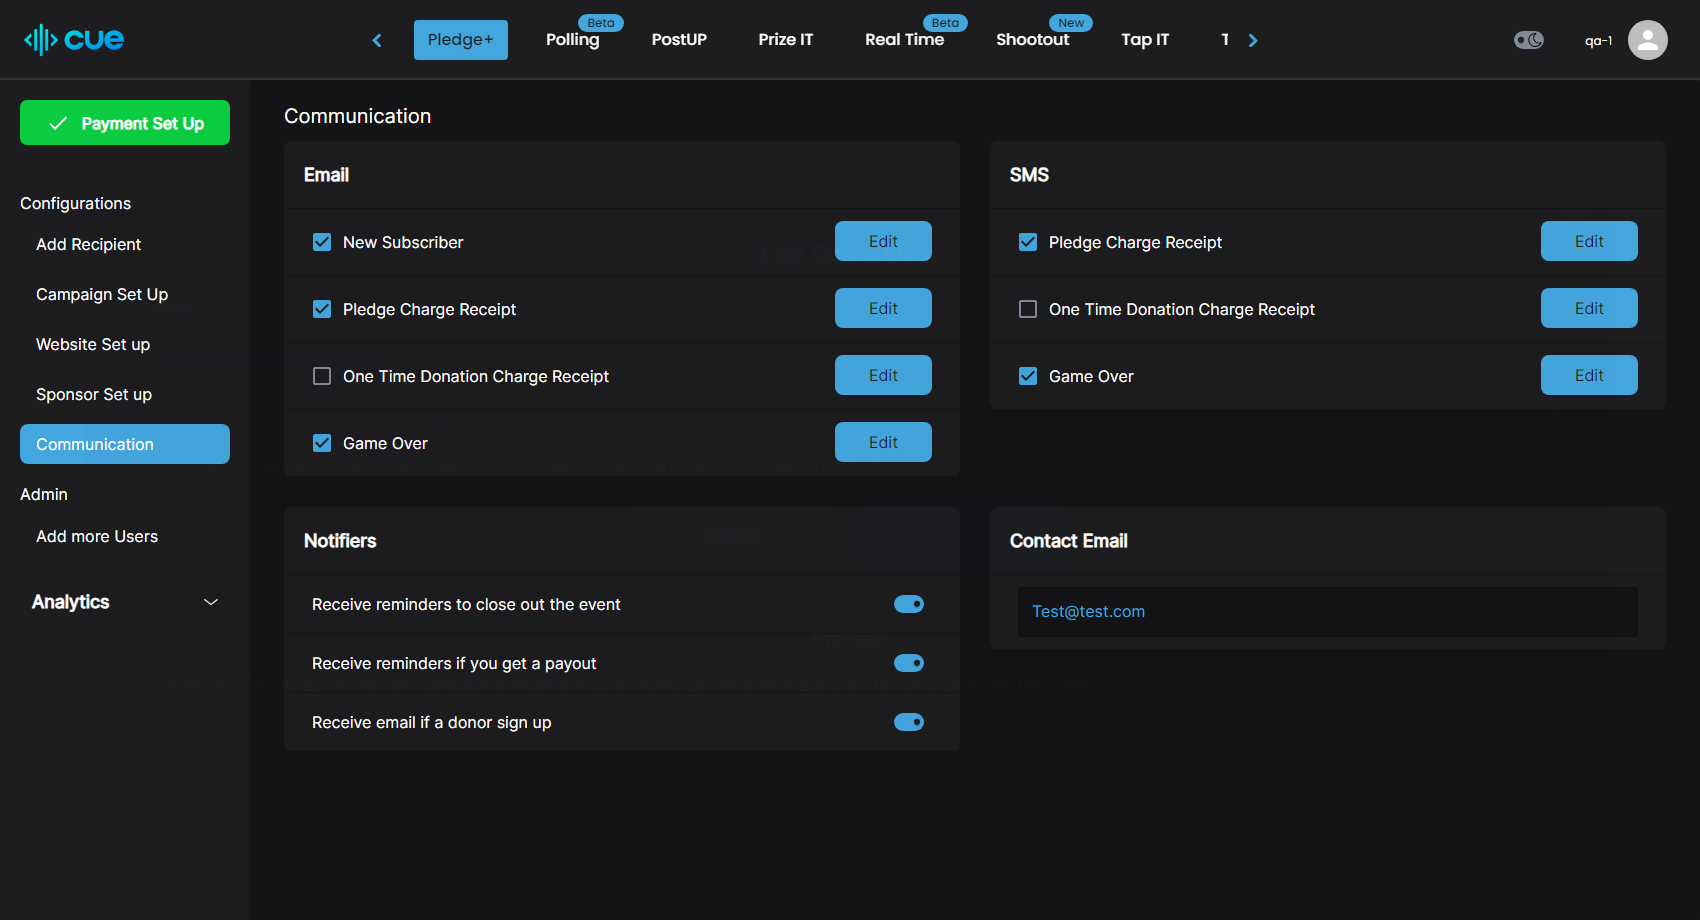 cue
Pledge+
Polling
Beta
PostUP
Prize IT
Real Time
Beta
Shootout
New
Tap IT
T
qa-1
Payment Set Up
Configurations
Add Recipient
Campaign Set Up
Website Set up
Sponsor Set up
Communication
Admin
Add more Users
Analytics
Communication
Email
New Subscriber
Edit
Pledge Charge Receipt
Edit
One Time Donation Charge Receipt
Edit
Game Over
Edit
SMS
Pledge Charge Receipt
Edit
One Time Donation Charge Receipt
Edit
Game Over
Edit
Notifiers
Receive reminders to close out the event
Receive reminders if you get a payout
Receive email if a donor sign up
Contact Email
Test@test.com